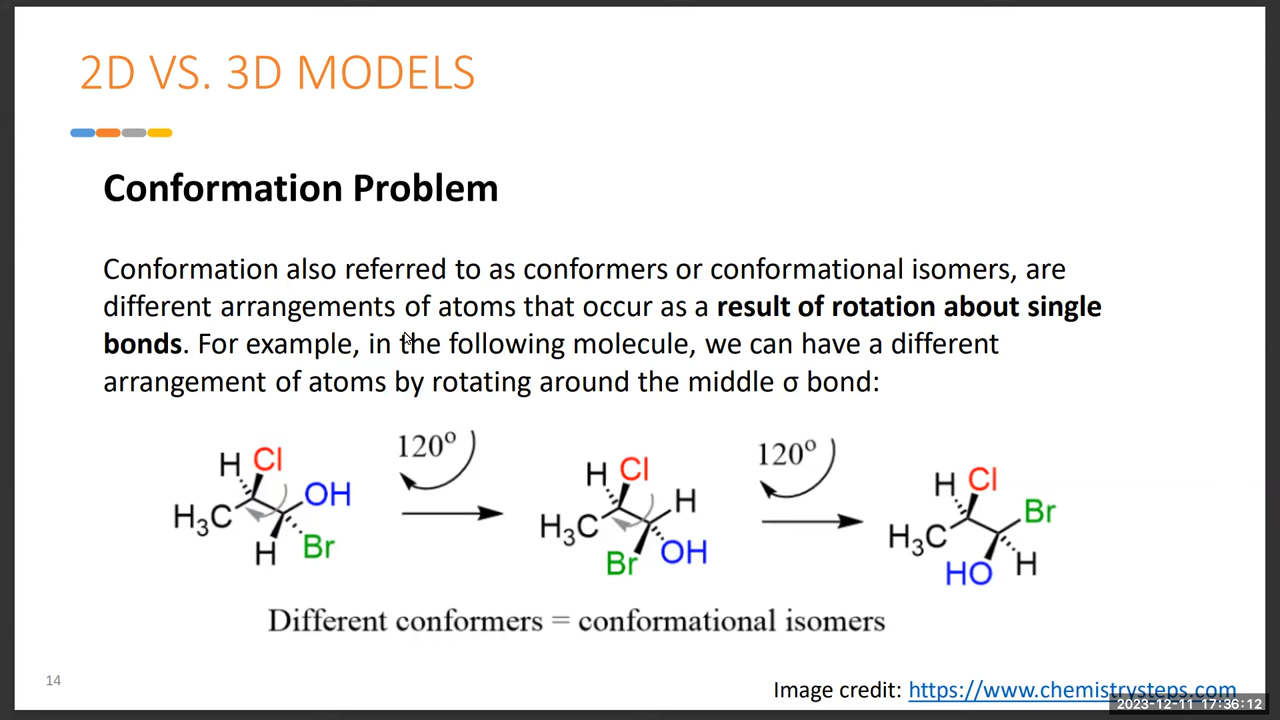 2D VS. 3D MODELS
Conformation Problem
Conformation also referred to as conformers or conformational isomers, are
different arrangements of atoms that occur as a result of rotation about single
bonds. For example, in the following molecule, we can have a different
arrangement of atoms by rotating around the middle σ bond:
H Cl
H₃C OH
H Br
120º
H Cl
H₃C H
Br OH
120º
H Cl
H₃C Br
HO H
Different conformers = conformational isomers
14
Image credit: https://www.chemistrysteps.com
2023-12-11 17:36:12